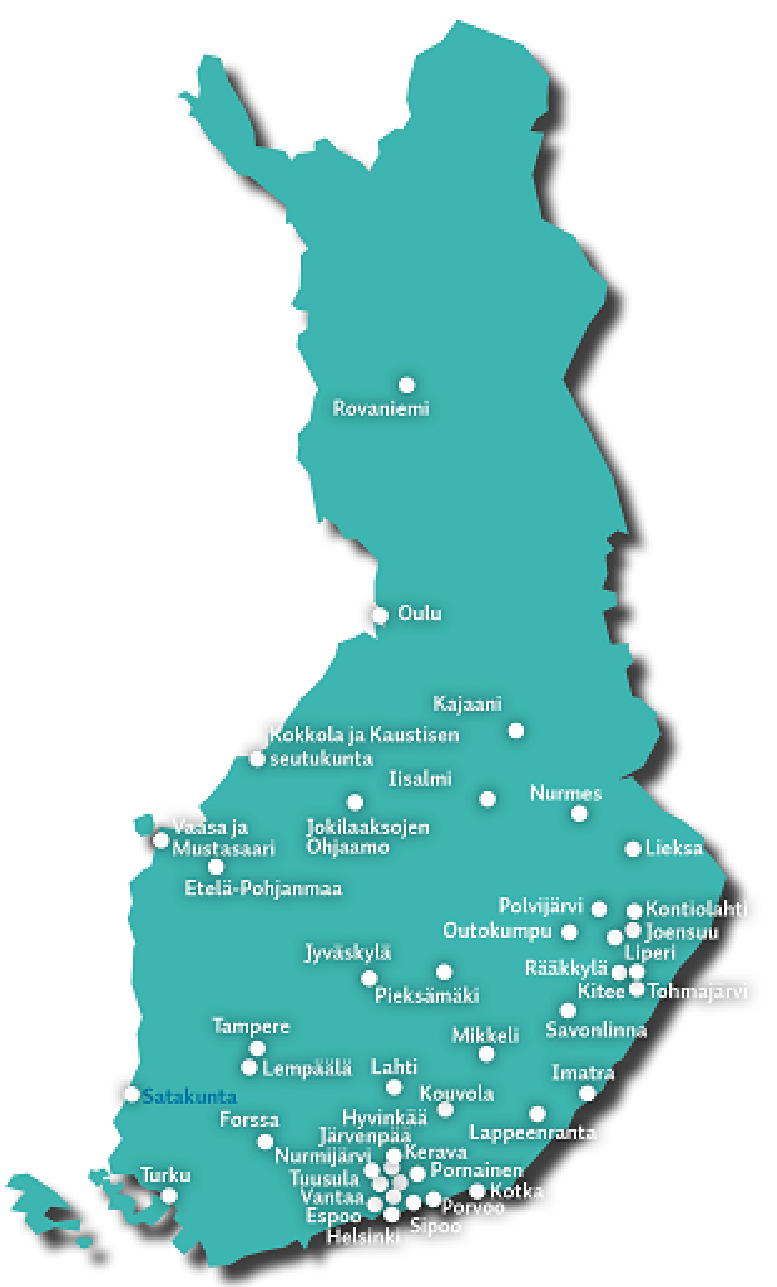 Rovaniemi
Oulu
Kajaani
Kokkola ja Kaustisen
seutukunta
Iisalmi
Nurmes
Vaasa ja
Mustasaari
Jokilaaksojen
Ohjaamo
Lieksa
Etelä-Pohjanmaa
Polvijärvi
Kontiolahti
Outokumpu
Joensuu
Liperi
Jyväskylä
Rääkkylä
Pieksämäki
Kitee
Tohmajärvi
Tampere
Savonlinna
Mikkeli
Lempäälä
Lahti
Imatra
Satakunta
Kouvola
Forssa
Hyvinkää
Lappeenranta
Järvenpää
Kerava
Nurmijärvi
Pornainen
Turku
Tuusula
Vantaa
Kotka
Porvoo
Espoo
Sipoo
Helsinki